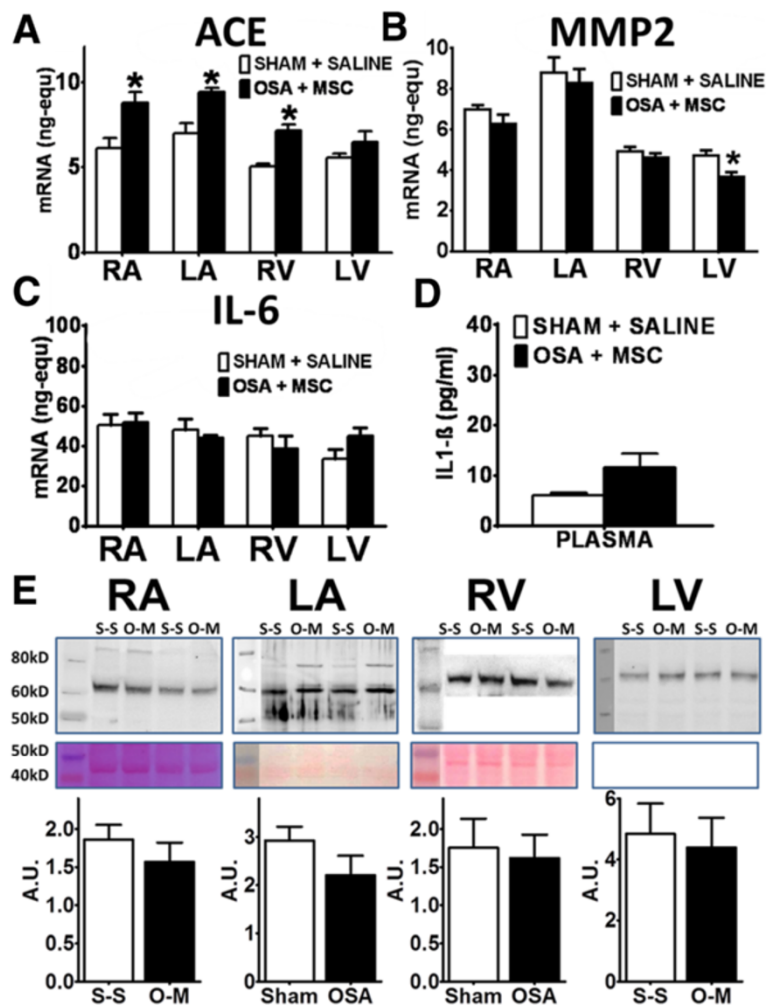 A ACE
SHAM + SALINE
OSA + MSC
mRNA (ng-equ)
10
5
0
* * *
RA LA RV LV
B MMP2
SHAM + SALINE
OSA + MSC
mRNA (ng-equ)
10
8
6
4
2
0
*
RA LA RV LV
C IL-6
SHAM + SALINE
OSA + MSC
mRNA (ng-equ)
100
80
60
40
20
0
RA LA RV LV
D
SHAM + SALINE
OSA + MSC
IL1-ß (pg/ml)
40
30
20
10
0
PLASMA
E RA LA RV LV
S-S O-M S-S O-M S-S O-M S-S O-M S-S O-M S-S O-M S-S O-M S-S O-M
80kD
60kD
50kD
50kD
40kD
A.U.
2.0
1.5
1.0
0.5
0.0
S-S O-M
A.U.
3
2
1
0
Sham OSA
A.U.
2.0
1.5
1.0
0.5
0.0
Sham OSA
A.U.
6
4
2
0
S-S O-M